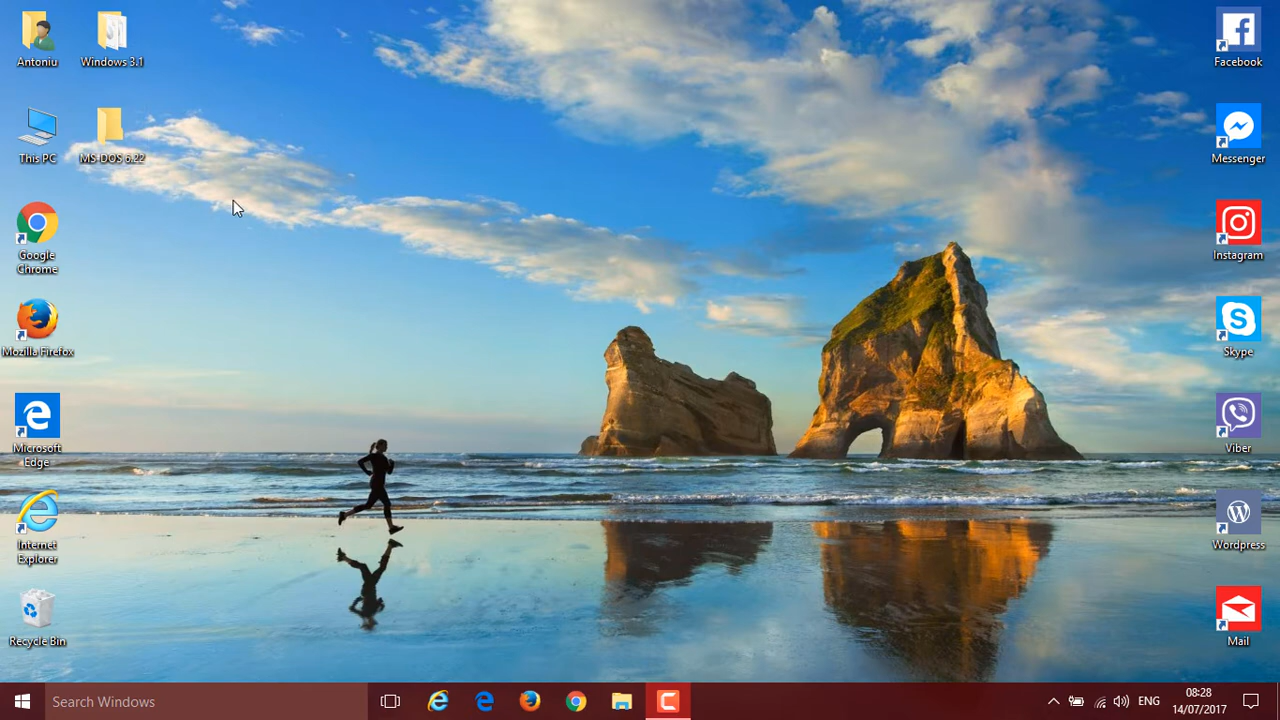 Antoniu
Windows 3.1
This PC
MS-DOS 6.22
Google
Chrome
Mozilla Firefox
Microsoft
Edge
Internet
Explorer
Recycle Bin
Facebook
Messenger
Instagram
Skype
Viber
Wordpress
Mail
Search Windows
ENG
08:28
14/07/2017